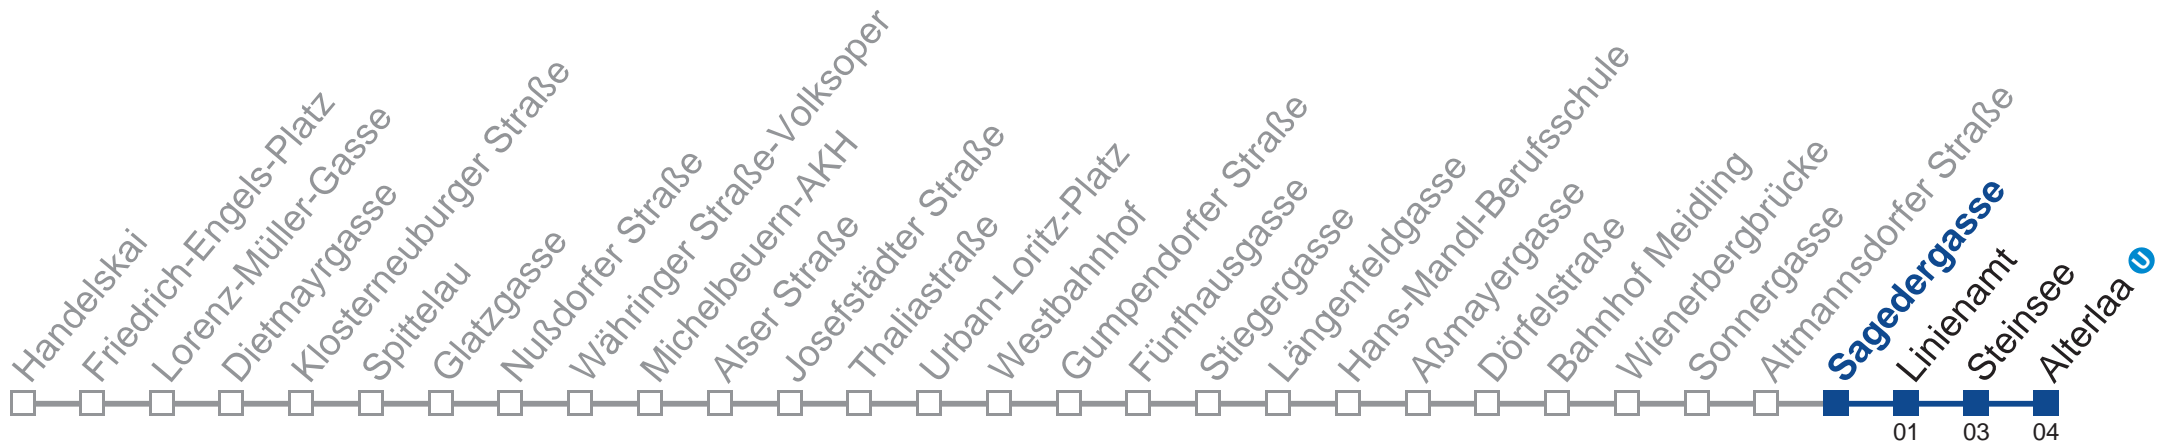 Handelskai
Friedrich-Engels-Platz
Lorenz-Müller-Gasse
Dietmayrgasse
Klosterneuburger Straße
Spittelau
Glatzgasse
Nußdorfer Straße
Währinger Straße-Volksoper
Michelbeuern-AKH
Alser Straße
Josefstädter Straße
Thaliastraße
Urban-Loritz-Platz
Westbahnhof
Gumpendorfer Straße
Fünfhausgasse
Stiegergasse
Längenfeldgasse
Hans-Mandl-Berufsschule
Aßmayergasse
Dörfelstraße
Bahnhof Meidling
Wienerbergbrücke
Sonnergasse
Altmannsdorfer Straße
Sagedergasse
Linienamt
Steinsee
Alterlaa U
01 03 04